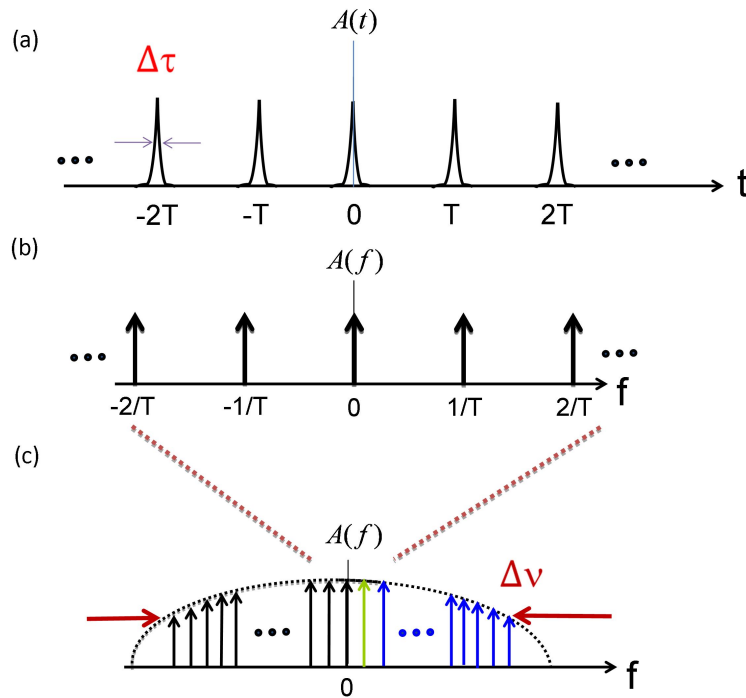 (a)
A(t)
Δτ
t
-2T -T 0 T 2T
(b)
A(f)
-2/T -1/T 0 1/T 2/T f
(c)
A(f)
Δν
0 f